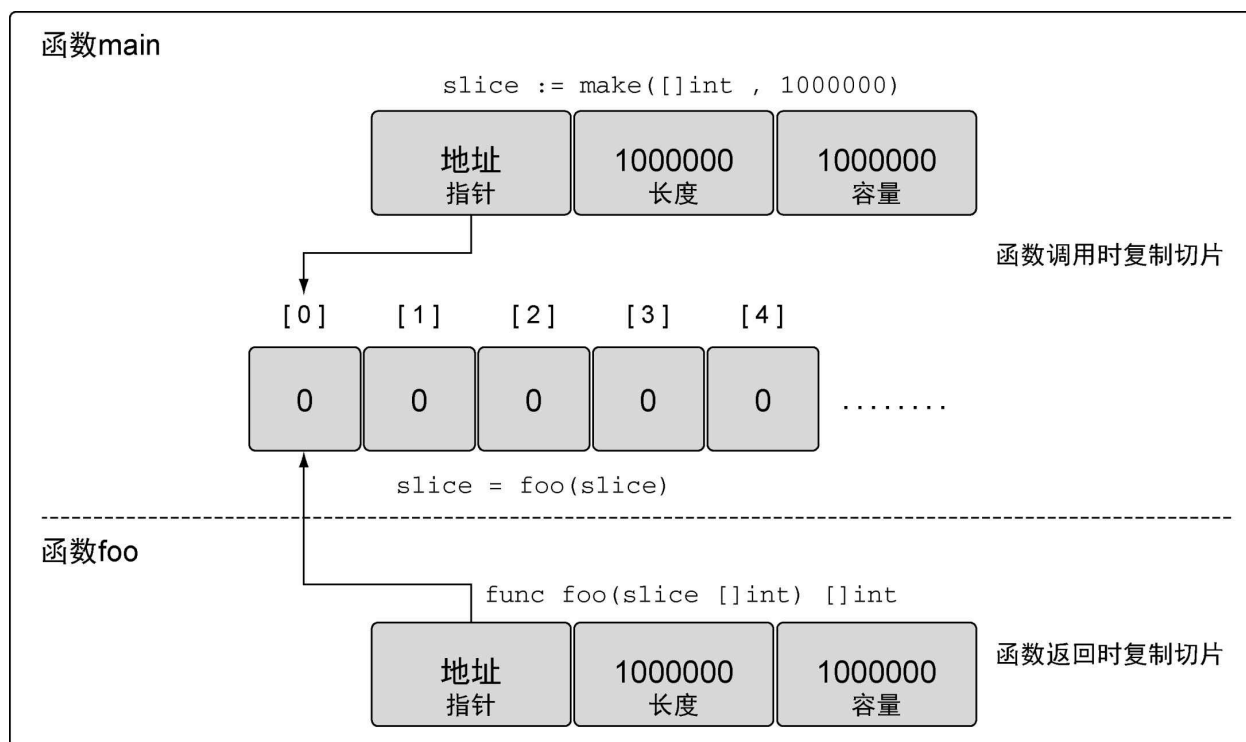 函数main
slice := make([]int , 1000000)
地址 1000000 1000000
指针 长度 容量
函数调用时复制切片
[0] [1] [2] [3] [4]
0 0 0 0 0 ........
slice = foo(slice)
函数foo
func foo(slice []int) []int
地址 1000000 1000000
函数返回时复制切片
指针 长度 容量